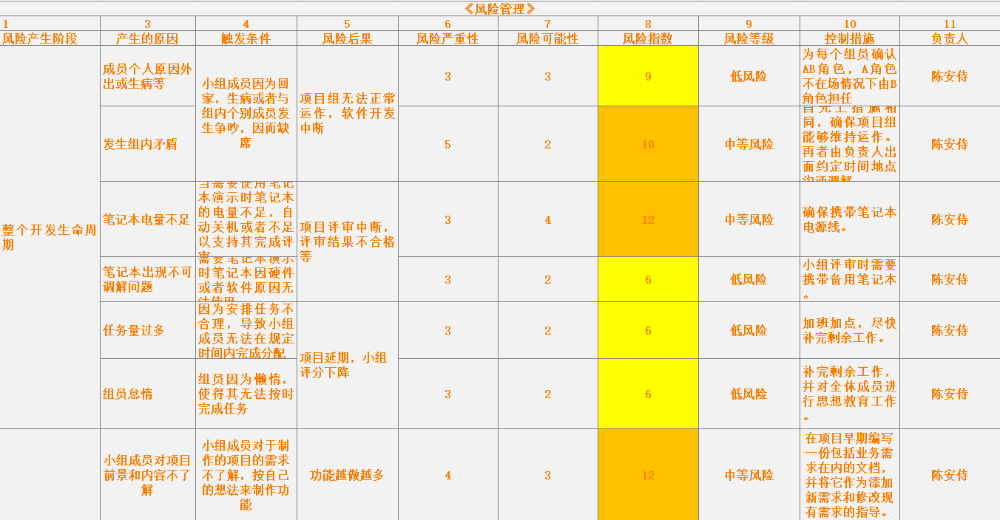 《风险管理》
1 3 4 5 6 7 8 9 10 11
风险产生阶段 产生的原因 触发条件 风险后果 风险严重性 风险可能性 风险指数 风险等级 控制措施 负责人
整个开发生命周
期
成员个人原因外
出或生病等
小组成员因为回
家，生病或者与
组内个别成员发
生争吵，因而缺
席
项目组无法正常
运作，软件开发
中断
3 3 9 低风险
为每个组员确认
AB角色，A角色
不在场情况下由B
角色担任
陈安侍
发生组内矛盾
5 2 10 中等风险
首先上措施相
同，确保项目组
能够维持运作。
再者由负责人出
面约定时间地点
沟通调解
陈安侍
笔记本电量不足
当需要使用笔记
本演示时笔记本
的电量不足，自
动关机或者不足
以支持其完成评
审
项目评审中断，
评审结果不合格
等
3 4 12 中等风险
确保携带笔记本
电源线。
陈安侍
笔记本出现不可
调解问题
需要笔记本演示
时笔记本因硬件
或者软件原因无
法使用
3 2 6 低风险
小组评审时需要
携带备用笔记本
。
陈安侍
任务量过多
因为安排任务不
合理，导致小组
成员无法在规定
时间内完成分配
项目延期，小组
评分下降
3 2 6 低风险
加班加点，尽快
补完剩余工作。
陈安侍
组员怠惰
组员因为懒惰，
使得其无法按时
完成任务
3 2 6 低风险
补完剩余工作，
并对全体成员进
行思想教育工作
。
陈安侍
小组成员对项目
前景和内容不了
解
小组成员对于制
作的项目的需求
不了解，按自己
的想法来制作功
能
功能越做越多
4 3 12 中等风险
在项目早期编写
一份包括业务需
求在内的文档，
并将它作为添加
新需求和修改现
有需求的指导。
陈安侍